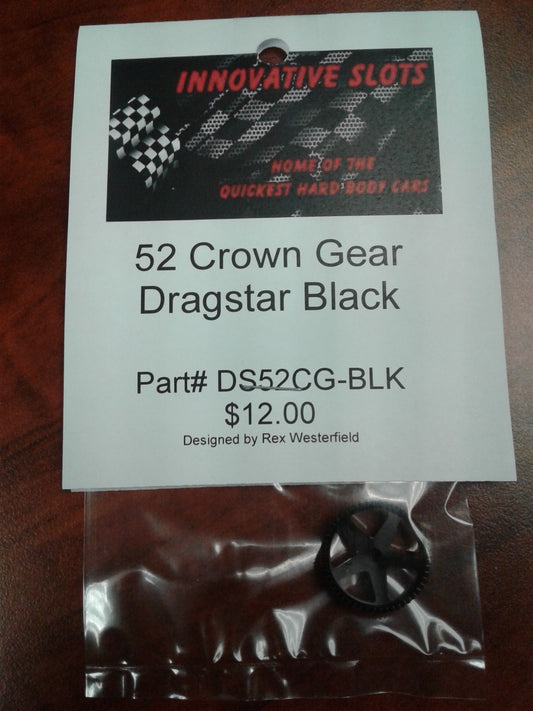 INNOVATIVE SLOTS
HOME OF THE
QUICKEST HARD BODY CARS
52 Crown Gear
Dragstar Black
Part# DS52CG-BLK
$12.00
Designed by Rex Westerfield